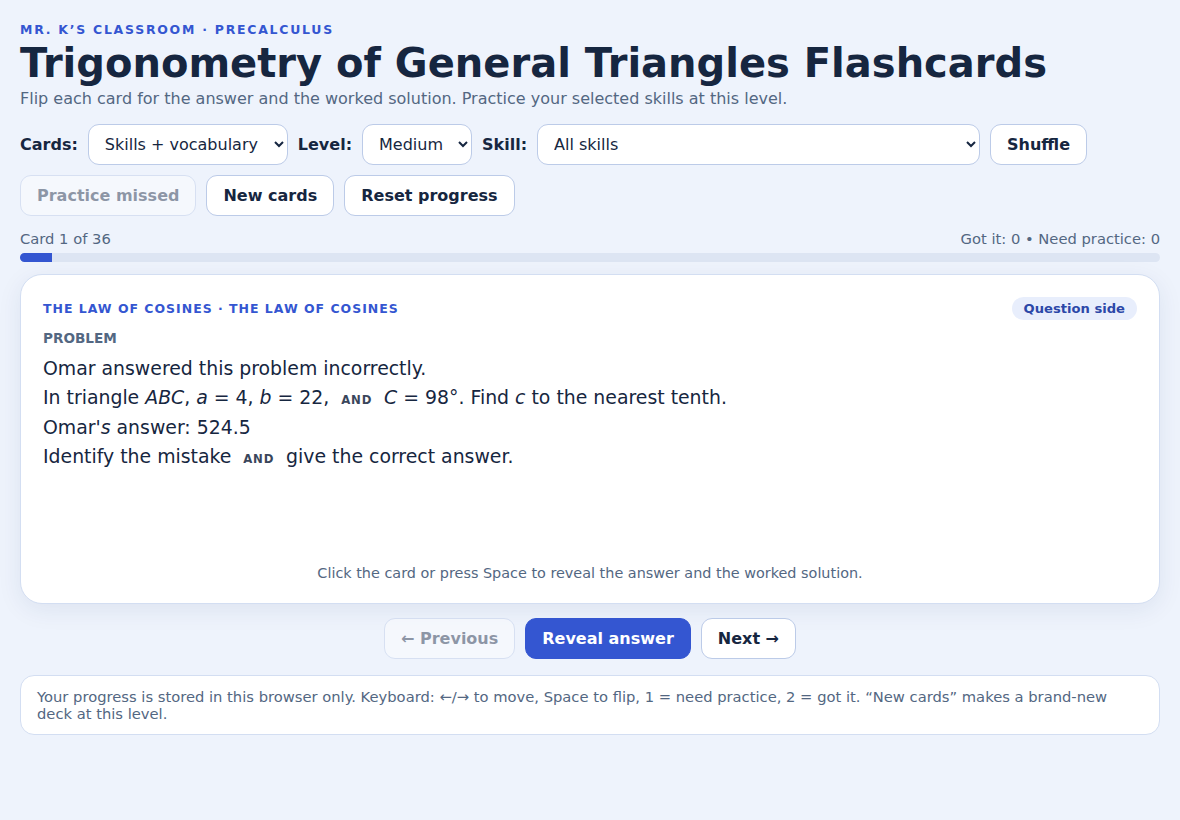 MR. K’S CLASSROOM · PRECALCULUS
Trigonometry of General Triangles Flashcards
Flip each card for the answer and the worked solution. Practice your selected skills at this level.
Cards: Skills + vocabulary Level: Medium Skill: All skills Shuffle
Practice missed New cards Reset progress
Card 1 of 36 Got it: 0 • Need practice: 0
THE LAW OF COSINES · THE LAW OF COSINES Question side
PROBLEM
Omar answered this problem incorrectly.
In triangle ABC, a = 4, b = 22, AND C = 98°. Find c to the nearest tenth.
Omar's answer: 524.5
Identify the mistake AND give the correct answer.
Click the card or press Space to reveal the answer and the worked solution.
← Previous Reveal answer Next →
Your progress is stored in this browser only. Keyboard: ←/→ to move, Space to flip, 1 = need practice, 2 = got it. “New cards” makes a brand-new
deck at this level.